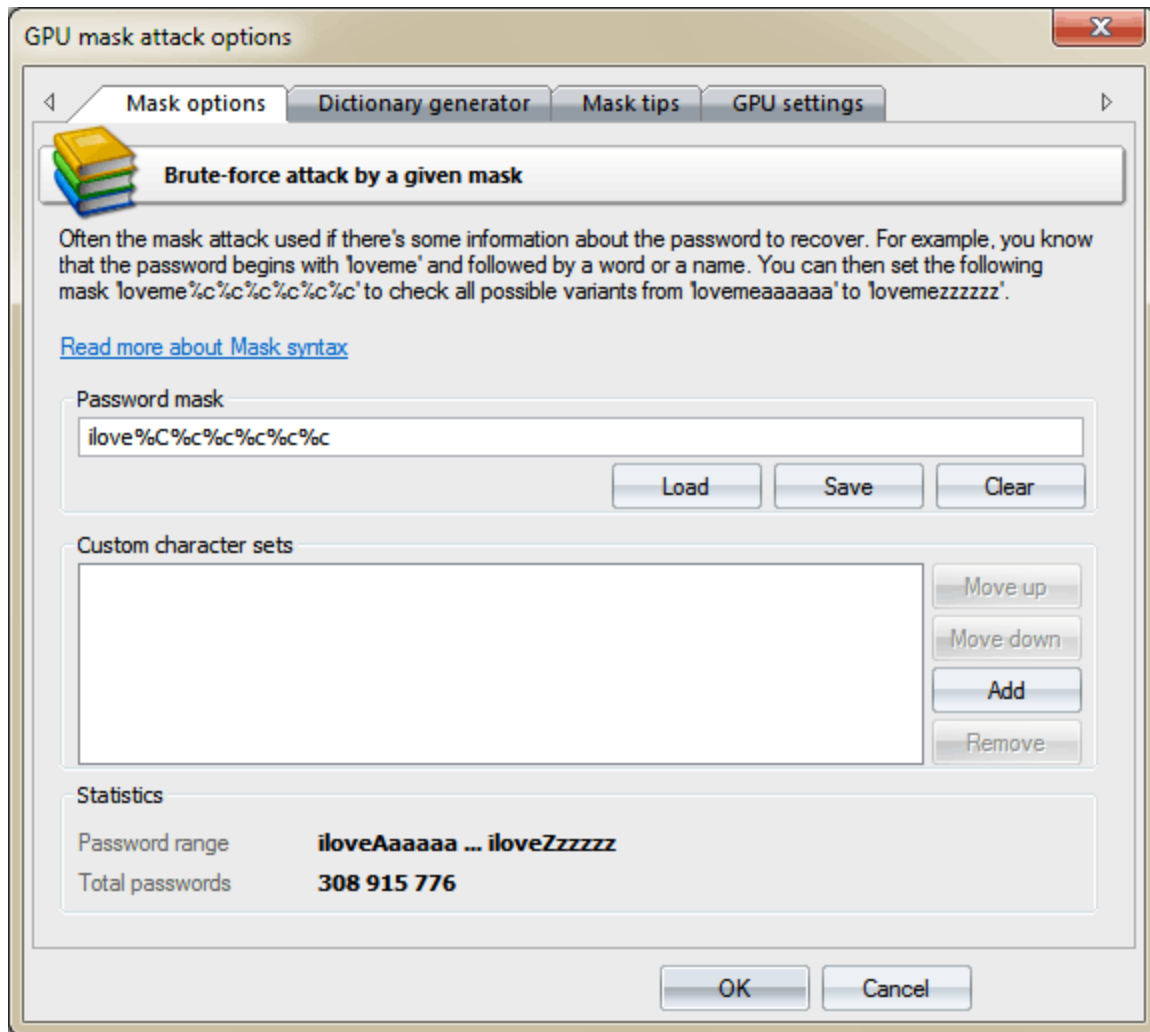 GPU mask attack options
Mask options
Dictionary generator
Mask tips
GPU settings
Brute-force attack by a given mask
Often the mask attack used if there's some information about the password to recover. For example, you know
that the password begins with 'loveme' and followed by a word or a name. You can then set the following
mask 'loveme%c%c%c%c%c%c' to check all possible variants from 'lovemeaaaaaa' to 'lovemezzzzzz'.
Read more about Mask syntax
Password mask
ilove%C%c%c%c%c%c
Load
Save
Clear
Custom character sets
Move up
Move down
Add
Remove
Statistics
Password range iloveAaaaaa ... iloveZzzzzz
Total passwords 308 915 776
OK
Cancel